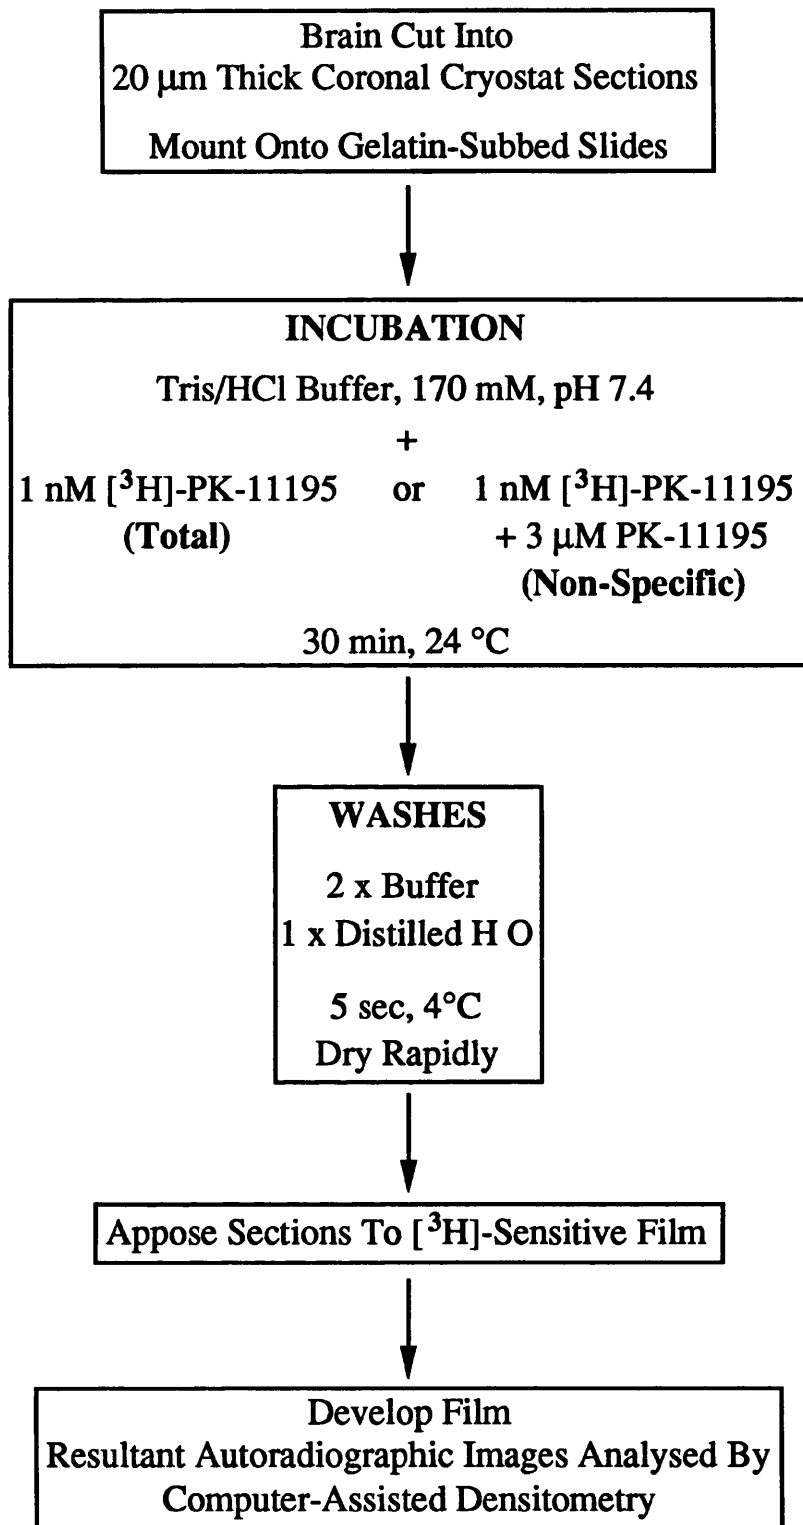 Brain Cut Into
20 μm Thick Coronal Cryostat Sections
Mount Onto Gelatin-Subbed Slides
INCUBATION
Tris/HCl Buffer, 170 mM, pH 7.4
+
1 nM [³H]-PK-11195 or 1 nM [³H]-PK-11195
(Total) + 3 μM PK-11195
(Non-Specific)
30 min, 24 °C
WASHES
2 x Buffer
1 x Distilled H O
5 sec, 4°C
Dry Rapidly
Appose Sections To [³H]-Sensitive Film
Develop Film
Resultant Autoradiographic Images Analysed By
Computer-Assisted Densitometry